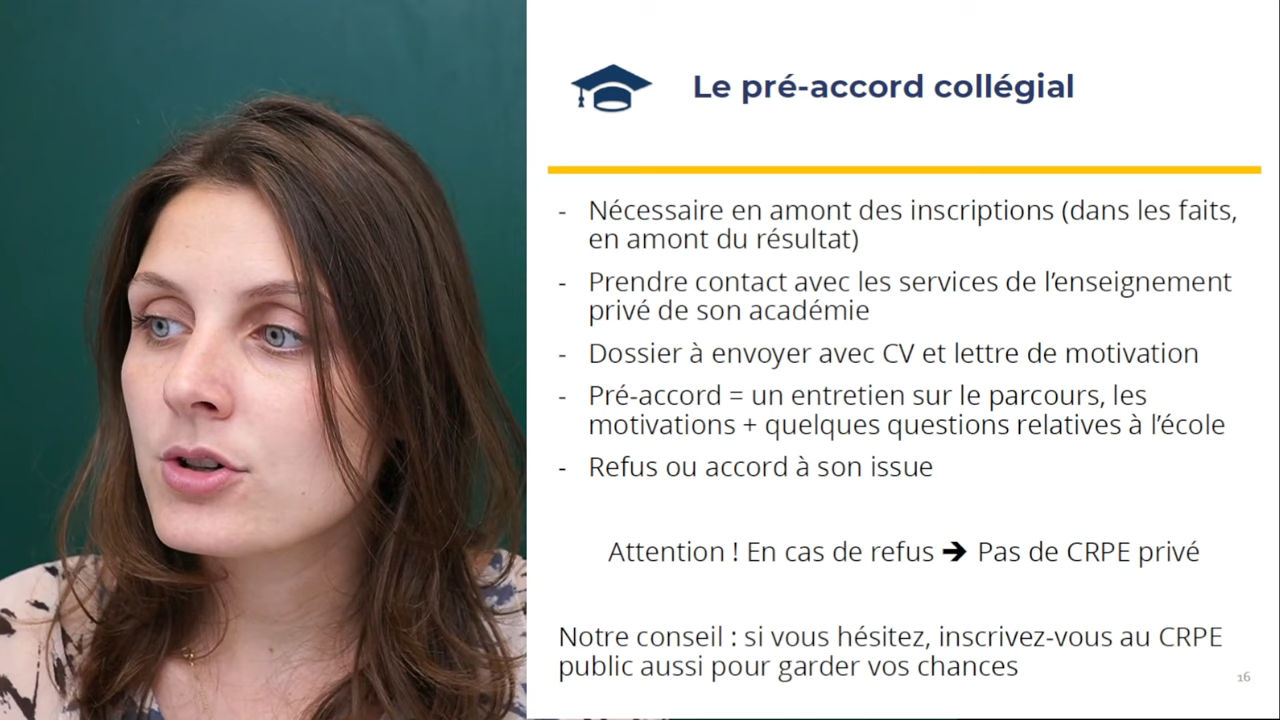 Le pré-accord collégial
- Nécessaire en amont des inscriptions (dans les faits,
en amont du résultat)
- Prendre contact avec les services de l’enseignement
privé de son académie
- Dossier à envoyer avec CV et lettre de motivation
- Pré-accord = un entretien sur le parcours, les
motivations + quelques questions relatives à l’école
- Refus ou accord à son issue
Attention ! En cas de refus ➔ Pas de CRPE privé
Notre conseil : si vous hésitez, inscrivez-vous au CRPE
public aussi pour garder vos chances
16